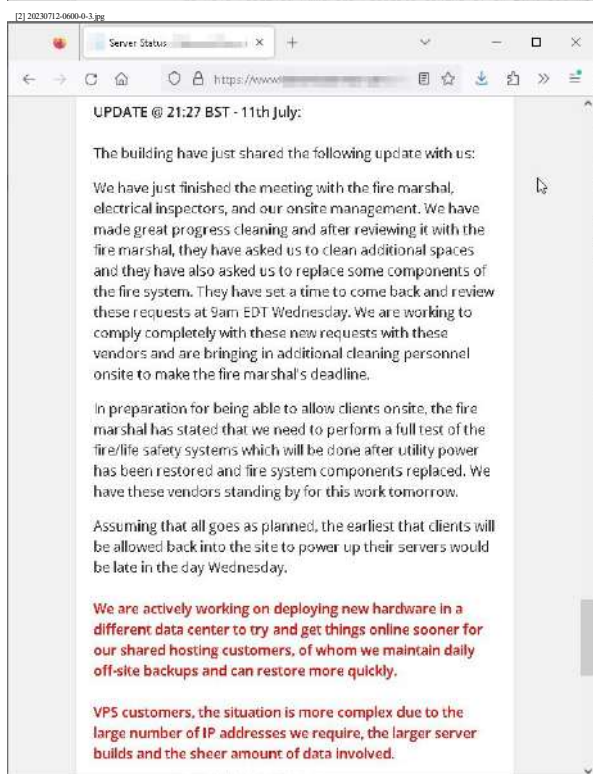 [2] 20230712-0600-0-3.jpg
Server Status
https://www
UPDATE @ 21:27 BST - 11th July:
The building have just shared the following update with us:
We have just finished the meeting with the fire marshal,
electrical inspectors, and our onsite management. We have
made great progress cleaning and after reviewing it with the
fire marshal, they have asked us to clean additional spaces
and they have also asked us to replace some components of
the fire system. They have set a time to come back and review
these requests at 9am EDT Wednesday. We are working to
comply completely with these new requests with these
vendors and are bringing in additional cleaning personnel
onsite to make the fire marshal's deadline.
In preparation for being able to allow clients onsite, the fire
marshal has stated that we need to perform a full test of the
fire/life safety systems which will be done after utility power
has been restored and fire system components replaced. We
have these vendors standing by for this work tomorrow.
Assuming that all goes as planned, the earliest that clients will
be allowed back into the site to power up their servers would
be late in the day Wednesday.
We are actively working on deploying new hardware in a
different data center to try and get things online sooner for
our shared hosting customers, of whom we maintain daily
off-site backups and can restore more quickly.
VPS customers, the situation is more complex due to the
large number of IP addresses we require, the larger server
builds and the sheer amount of data involved.